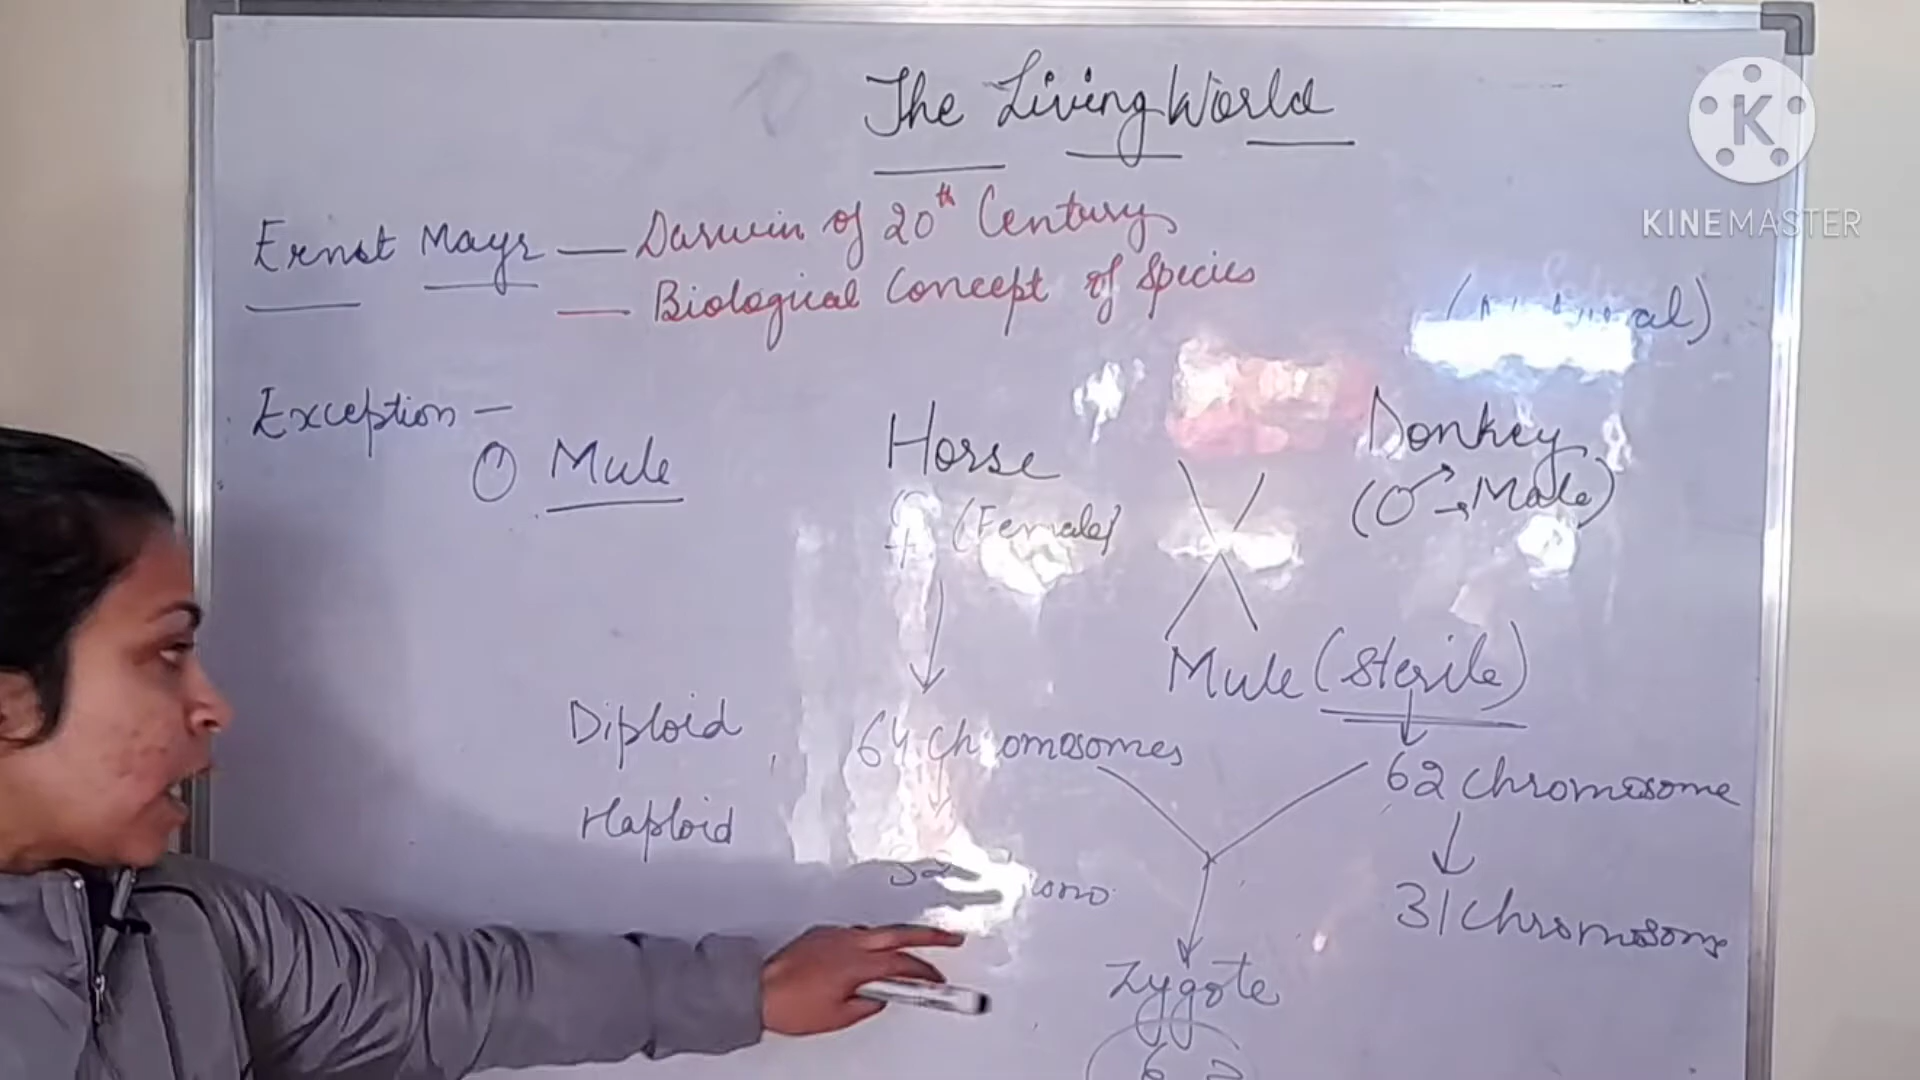 The Living World
KINEMASTER
Ernst Mayr — Darwin of 20th Century
— Biological Concept of Species
Exception —
① Mule
Horse
Donkey
♀ (Female)
(♂→Male)
Mule (Sterile)
Diploid
64 chromosomes
62 chromosome
Haploid
32
31 chromosome
Zygote